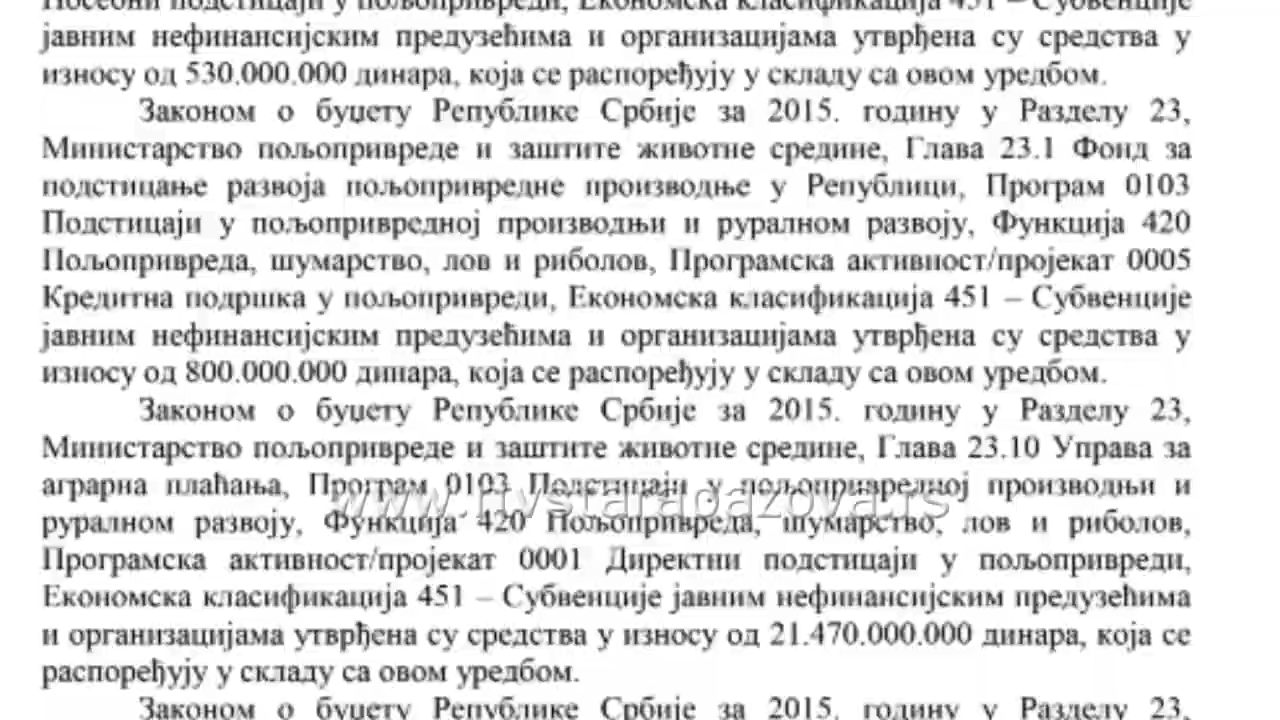 Посебни подстицаји у пољопривреди, Економска класификација 451 – Субвенције
јавним нефинансијским предузећима и организацијама утврђена су средства у
износу од 530.000.000 динара, која се распоређују у складу са овом уредбом.
Законом о буџету Републике Србије за 2015. годину у Разделу 23,
Министарство пољопривреде и заштите животне средине, Глава 23.1 Фонд за
подстицање развоја пољопривредне производње у Републици, Програм 0103
Подстицаји у пољопривредној производњи и руралном развоју, Функција 420
Пољопривреда, шумарство, лов и риболов, Програмска активност/пројекат 0005
Кредитна подршка у пољопривреди, Економска класификација 451 – Субвенције
јавним нефинансијским предузећима и организацијама утврђена су средства у
износу од 800.000.000 динара, која се распоређују у складу са овом уредбом.
Законом о буџету Републике Србије за 2015. годину у Разделу 23,
Министарство пољопривреде и заштите животне средине, Глава 23.10 Управа за
аграрна плаћања, Програм 0103 Подстицаји у пољопривредној производњи и
www.rtvstarapazova.rs
руралном развоју, Функција 420 Пољопривреда, шумарство, лов и риболов,
Програмска активност/пројекат 0001 Директни подстицаји у пољопривреди,
Економска класификација 451 – Субвенције јавним нефинансијским предузећима
и организацијама утврђена су средства у износу од 21.470.000.000 динара, која се
распоређују у складу са овом уредбом.
Законом о буџету Републике Србије за 2015. годину у Разделу 23,